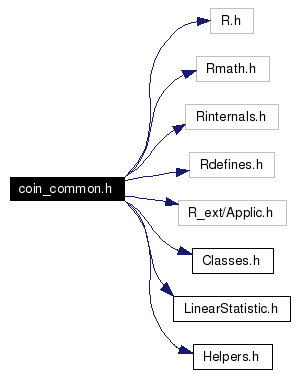 R.h
Rmath.h
Rinternals.h
Rdefines.h
coin_common.h
R_ext/Applic.h
Classes.h
LinearStatistic.h
Helpers.h